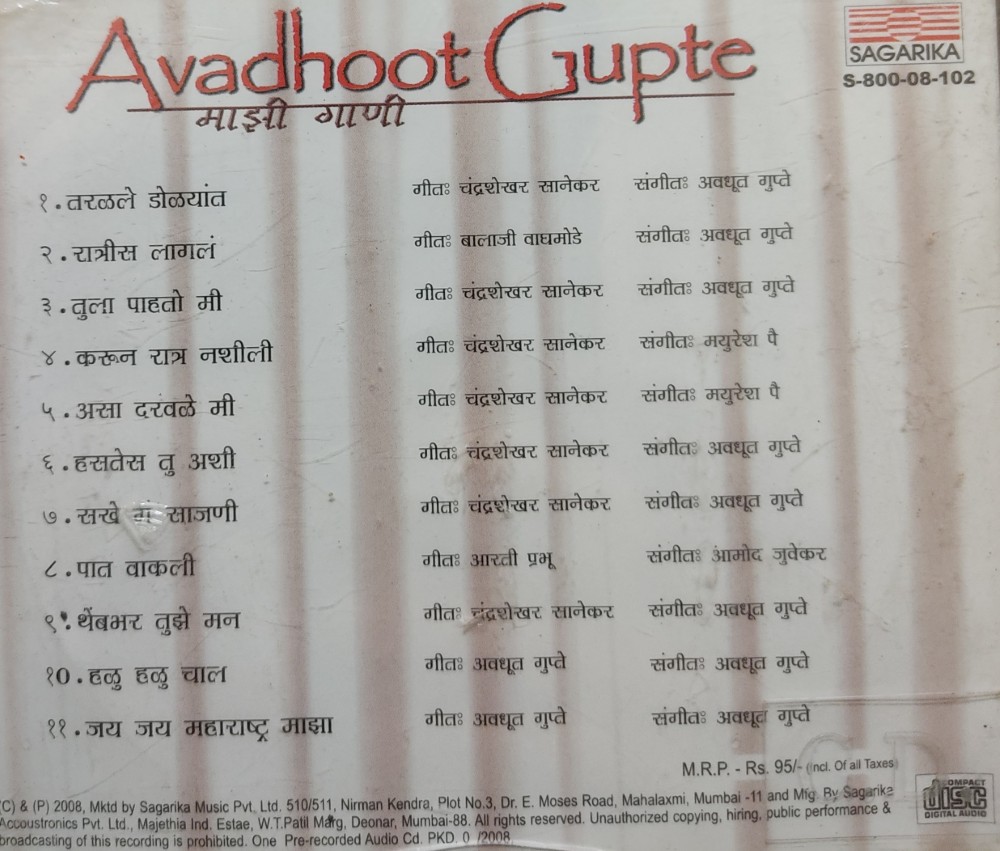 Avadhoot Gupte
माझी गाणी
SAGARIKA
S-800-08-102
१. तरळले डोळयांत गीतः चंद्रशेखर सानेकर संगीतः अवधूत गुप्ते
२. रात्रीस लागलं गीतः बालाजी वाघमोडे संगीतः अवधूत गुप्ते
३. तुला पाहतो मी गीतः चंद्रशेखर सानेकर संगीतः अवधूत गुप्ते
४. करून रात्र नशीली गीतः चंद्रशेखर सानेकर संगीतः मयुरेश पै
५. असा दरवळे मी गीतः चंद्रशेखर सानेकर संगीतः मयुरेश पै
६. हसतेस तु अशी गीतः चंद्रशेखर सानेकर संगीतः अवधूत गुप्ते
७. सखे गं साजणी गीतः चंद्रशेखर सानेकर संगीतः अवधूत गुप्ते
८. पात वाकली गीतः आरती प्रभू संगीतः आमोद जुवेकर
९. थेंबभर तुझे मन गीतः चंद्रशेखर सानेकर संगीतः अवधूत गुप्ते
१०. हळु हळु चाल गीतः अवधूत गुप्ते संगीतः अवधूत गुप्ते
११. जय जय महाराष्ट्र माझा गीतः अवधूत गुप्ते संगीतः अवधूत गुप्ते
M.R.P. - Rs. 95/- (Incl. Of all Taxes)
COMPACT
disc
DIGITAL AUDIO
(C) & (P) 2008, Mktd by Sagarika Music Pvt. Ltd. 510/511, Nirman Kendra, Plot No.3, Dr. E. Moses Road, Mahalaxmi, Mumbai -11 and Mfg. By Sagarika
Accoustronics Pvt. Ltd., Majethia Ind. Estae, W.T.Patil Marg, Deonar, Mumbai-88. All rights reserved. Unauthorized copying, hiring, public performance &
broadcasting of this recording is prohibited. One Pre-recorded Audio Cd. PKD. 0 /2008